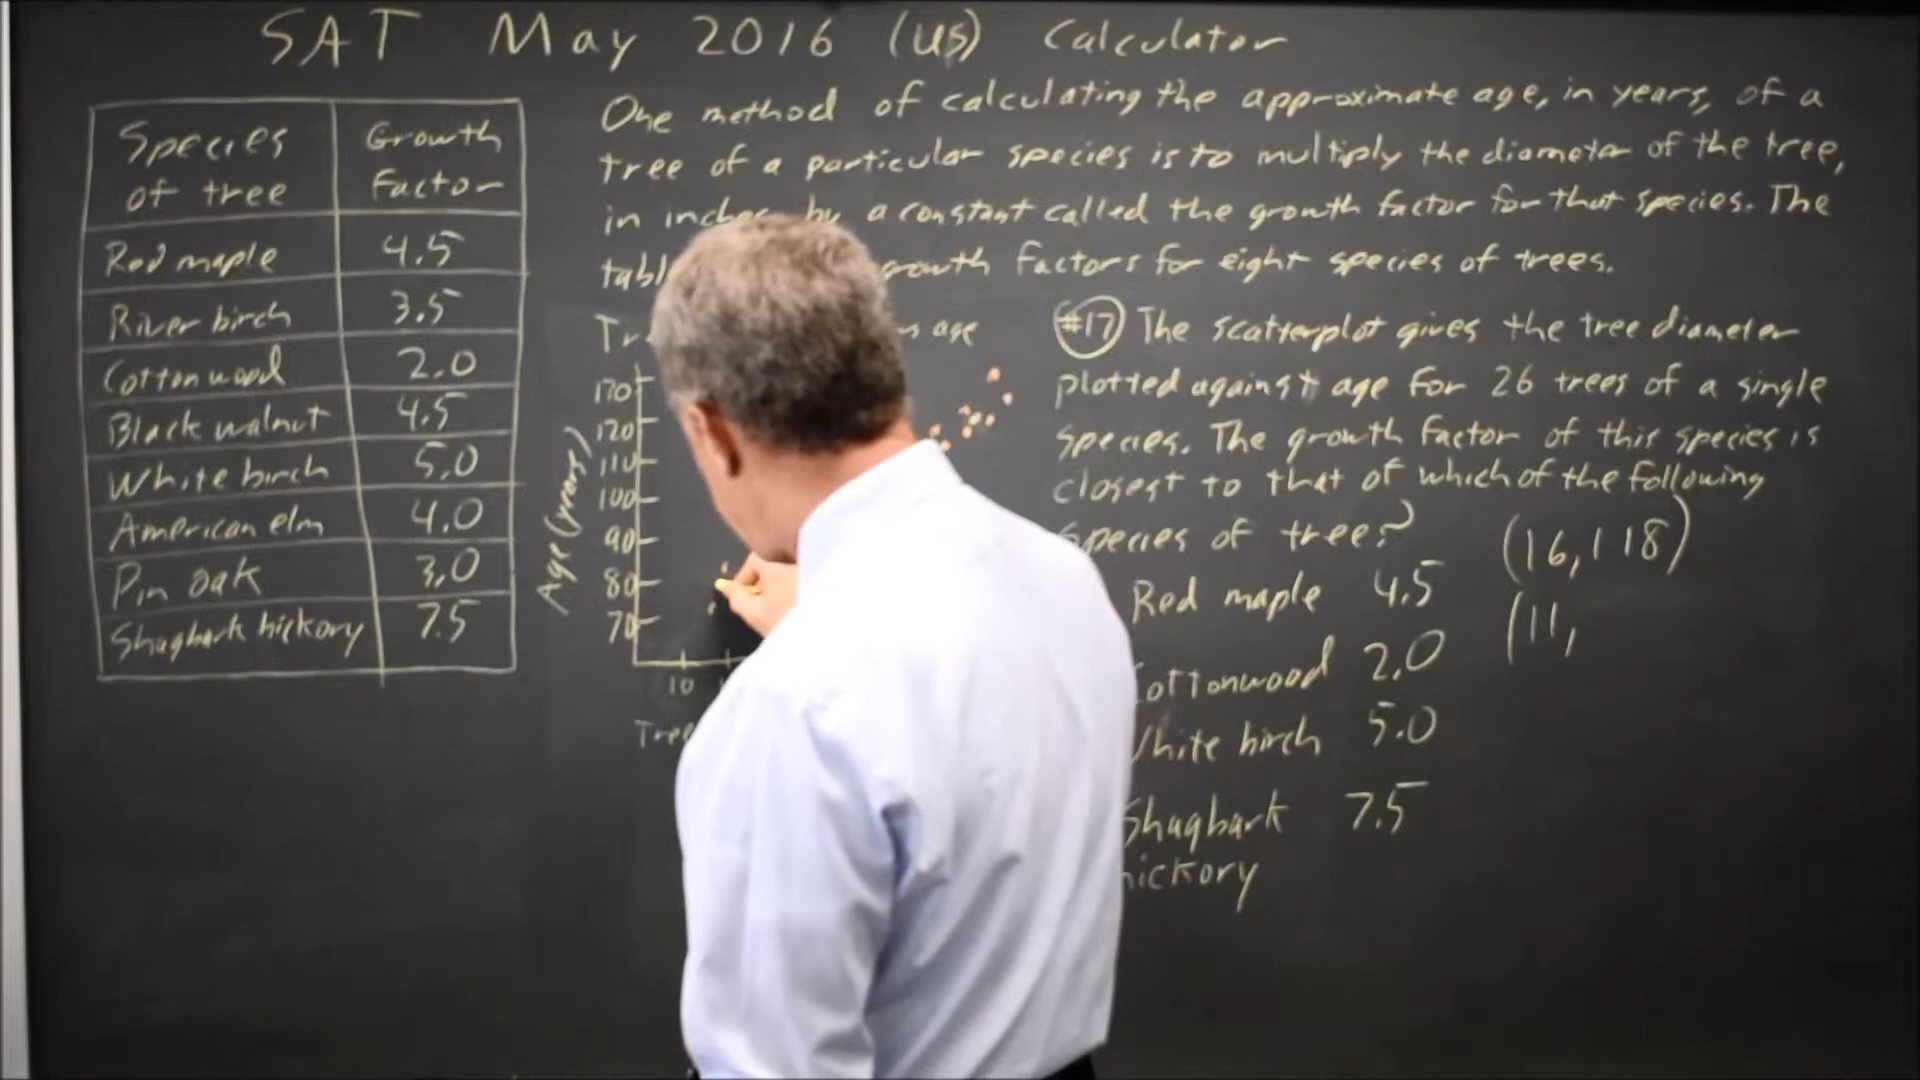 SAT May 2016 (US) Calculator
Species of tree
Growth Factor
Red maple 4.5
River birch 3.5
Cottonwood 2.0
Black walnut 4.5
White birch 5.0
American elm 4.0
Pin oak 3.0
Shagbark hickory 7.5
One method of calculating the approximate age, in years, of a
tree of a particular species is to multiply the diameter of the tree,
in inches by a constant called the growth factor for that species. The
factors for eight species of trees.
age
Age (years)
120
110
100
90
80
70
10
#17 The scatterplot gives the tree diameter
plotted against age for 26 trees of a single
species. The growth factor of this species is
closest to that of which of the following
species of tree?
Red maple 4.5
2.0
birch 5.0
7.5
(16,118)
(11,